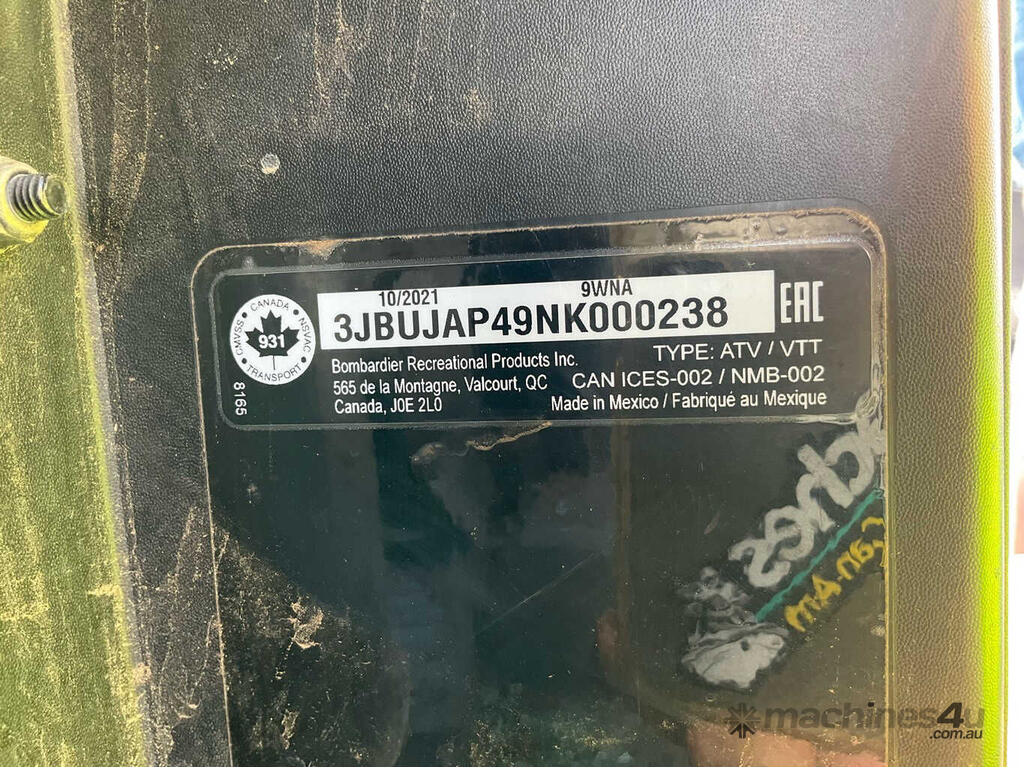 10/2021 9WNA
3JBUJAP49NK000238
EAC
CANADA
CMVSS
NSVAC
931
TRANSPORT
8165
Bombardier Recreational Products Inc.
565 de la Montagne, Valcourt, QC
Canada, J0E 2L0
TYPE: ATV / VTT
CAN ICES-002 / NMB-002
Made in Mexico / Fabriqué au Mexique
can-am
machines4u
.com.au